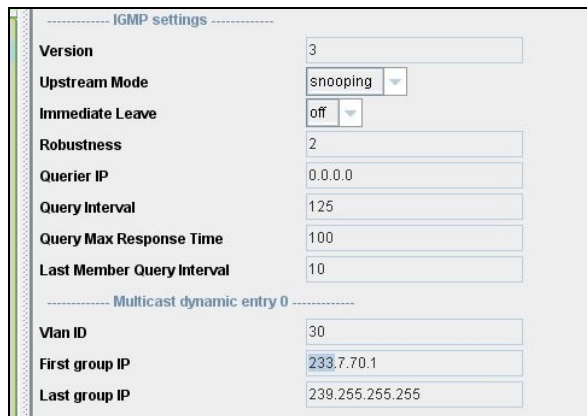 ------------- IGMP settings -------------
Version 3
Upstream Mode snooping
Immediate Leave off
Robustness 2
Querier IP 0.0.0.0
Query Interval 125
Query Max Response Time 100
Last Member Query Interval 10
------------- Multicast dynamic entry 0 -------------
Vlan ID 30
First group IP 233.7.70.1
Last group IP 239.255.255.255